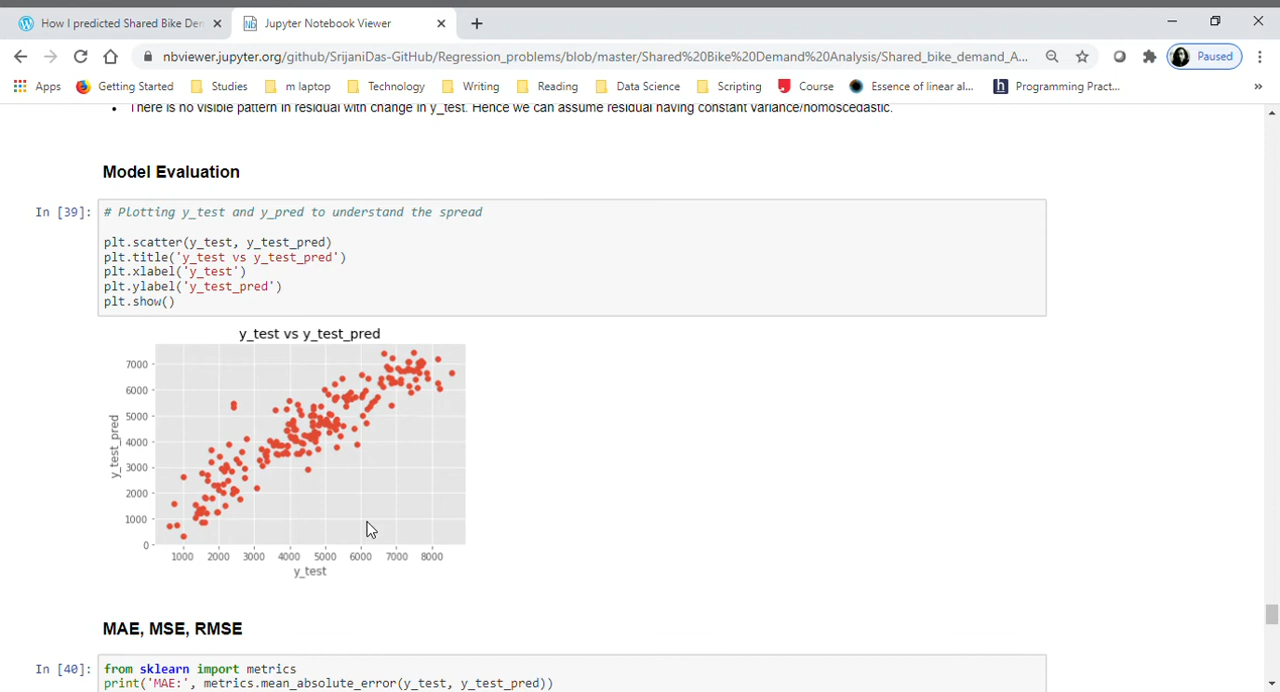 How I predicted Shared Bike Den
Jupyter Notebook Viewer
nbviewer.jupyter.org/github/SrijaniDas-GitHub/Regression_problems/blob/master/Shared%20Bike%20Demand%20Analysis/Shared_bike_demand_A...
Paused
Apps Getting Started Studies m laptop Technology Writing Reading Data Science Scripting Course Essence of linear al... Programming Pract... »
There is no visible pattern in residual with change in y_test. Hence we can assume residual having constant variance/homoscedastic.
Model Evaluation
In [39]:
# Plotting y_test and y_pred to understand the spread
plt.scatter(y_test, y_test_pred)
plt.title('y_test vs y_test_pred')
plt.xlabel('y_test')
plt.ylabel('y_test_pred')
plt.show()
y_test vs y_test_pred
7000
6000
5000
4000
3000
2000
1000
0
y_test_pred
1000 2000 3000 4000 5000 6000 7000 8000
y_test
MAE, MSE, RMSE
In [40]:
from sklearn import metrics
print('MAE:', metrics.mean_absolute_error(y_test, y_test_pred))